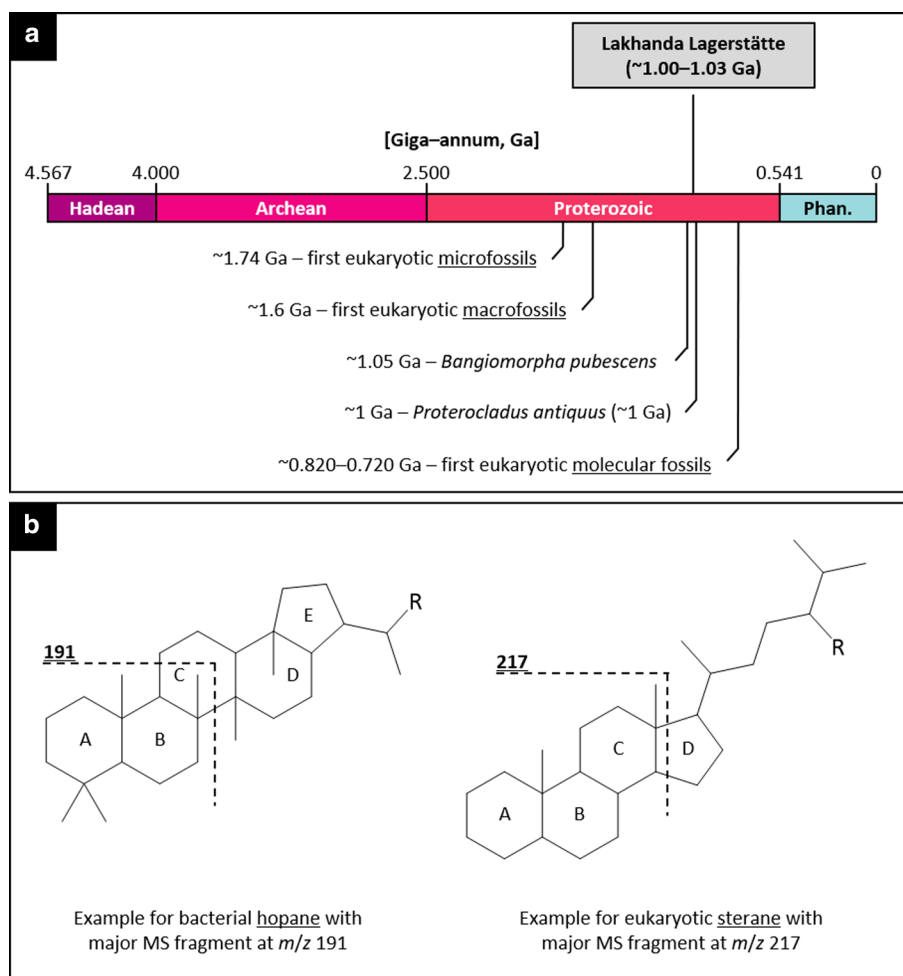 a
Lakhanda Lagerstätte
(~1.00–1.03 Ga)
[Giga–annum, Ga]
4.567 4.000 2.500 0.541 0
Hadean Archean Proterozoic Phan.
~1.74 Ga – first eukaryotic microfossils
~1.6 Ga – first eukaryotic macrofossils
~1.05 Ga – Bangiomorpha pubescens
~1 Ga – Proterocladus antiquus (~1 Ga)
~0.820–0.720 Ga – first eukaryotic molecular fossils
b
191
A
B
C
D
E
R
Example for bacterial hopane with
major MS fragment at m/z 191
217
A
B
C
D
R
Example for eukaryotic sterane with
major MS fragment at m/z 217